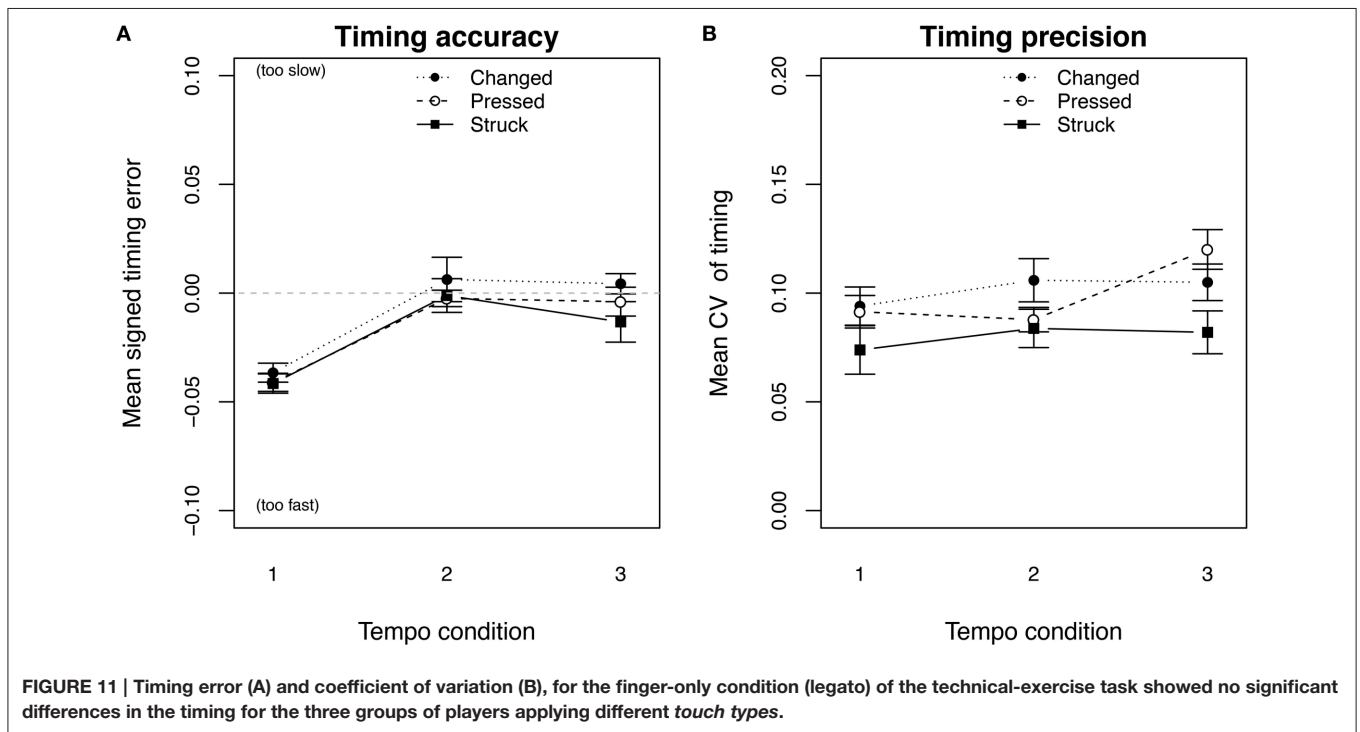 A
Timing accuracy
(too slow)
Changed
Pressed
Struck
Mean signed timing error
0.10
0.05
0.00
−0.05
−0.10
(too fast)
1 2 3
Tempo condition
B
Timing precision
Changed
Pressed
Struck
Mean CV of timing
0.20
0.15
0.10
0.05
0.00
1 2 3
Tempo condition
FIGURE 11 | Timing error (A) and coefficient of variation (B), for the finger-only condition (legato) of the technical-exercise task showed no significant
differences in the timing for the three groups of players applying different touch types.